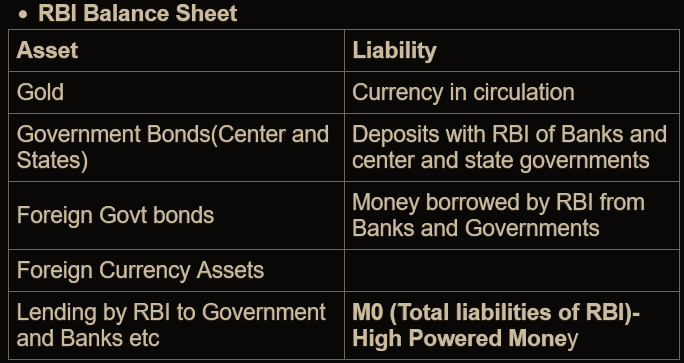 • RBI Balance Sheet
Asset
Liability
Gold
Currency in circulation
Government Bonds(Center and
States)
Deposits with RBI of Banks and
center and state governments
Foreign Govt bonds
Money borrowed by RBI from
Banks and Governments
Foreign Currency Assets
Lending by RBI to Government
and Banks etc
M0 (Total liabilities of RBI)-
High Powered Money